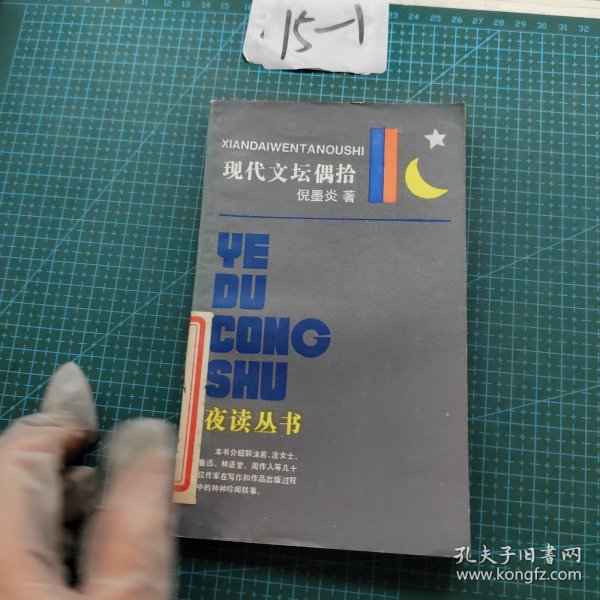 15-1
XIANDAIWENTANOUSHI
现代文坛偶拾
倪墨炎 著
YE
DU
CONG
SHU
夜读丛书
本书介绍郭沫若、淦女士、
鲁迅、林语堂、周作人等几十
位作家在写作和作品出版过程
中的种种珍闻轶事。
孔夫子旧书网
www.kongfz.com